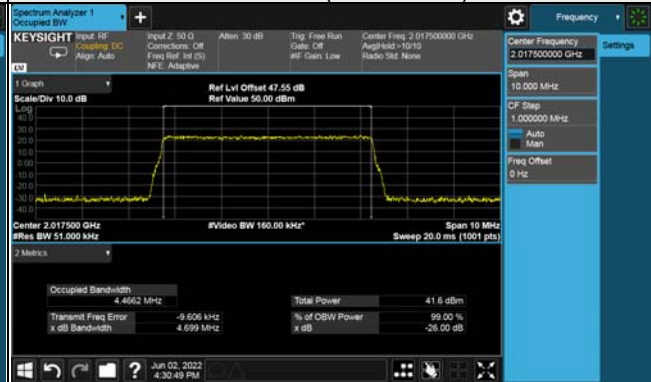 Spectrum Analyzer 1
Occupied BW
+
Frequency
KEYSIGHT
Input: RF
Coupling: DC
Align: Auto
Input Z: 50 Ω
Corrections: Off
Freq Ref: Int (S)
NFE: Adaptive
Atten: 30 dB
Trig: Free Run
Gate: Off
#IF Gain: Low
Center Freq: 2.017500000 GHz
Avg|Hold:>10/10
Radio Std: None
LXI
1 Graph
Scale/Div 10.0 dB
Ref Lvl Offset 47.55 dB
Ref Value 50.00 dBm
Log
40.0
30.0
20.0
10.0
0.00
-10.0
-20.0
-30.0
-40.0
Center 2.017500 GHz
#Res BW 51.000 kHz
#Video BW 160.00 kHz*
Span 10 MHz
Sweep 20.0 ms (1001 pts)
2 Metrics
Occupied Bandwidth
4.4662 MHz
Total Power
41.6 dBm
Transmit Freq Error
-9.606 kHz
% of OBW Power
99.00 %
x dB Bandwidth
4.699 MHz
x dB
-26.00 dB
Center Frequency
2.017500000 GHz
Settings
Span
10.000 MHz
CF Step
1.000000 MHz
Auto
Man
Freq Offset
0 Hz
?
Jun 02, 2022
4:30:49 PM